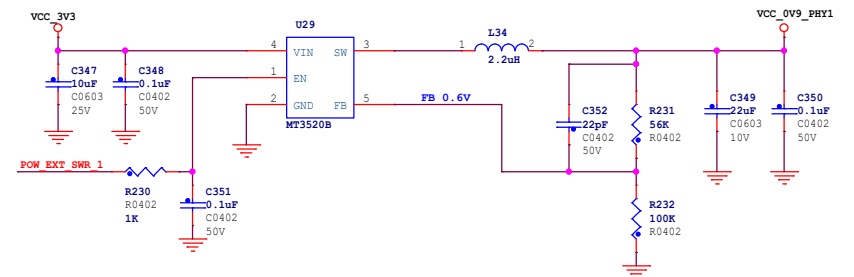 VCC_3V3
VCC_0V9_PHY1
U29
L34
4 VIN SW 3
1 2
2.2uH
1 EN
2 GND FB 5
FB 0.6V
MT3520B
C347
10uF
C0603
25V
C348
0.1uF
C0402
50V
C352
22pF
C0402
50V
R231
56K
R0402
C349
22uF
C0603
10V
C350
0.1uF
C0402
50V
POW_EXT_SWR_1
R230
R0402
1K
C351
0.1uF
C0402
50V
R232
100K
R0402